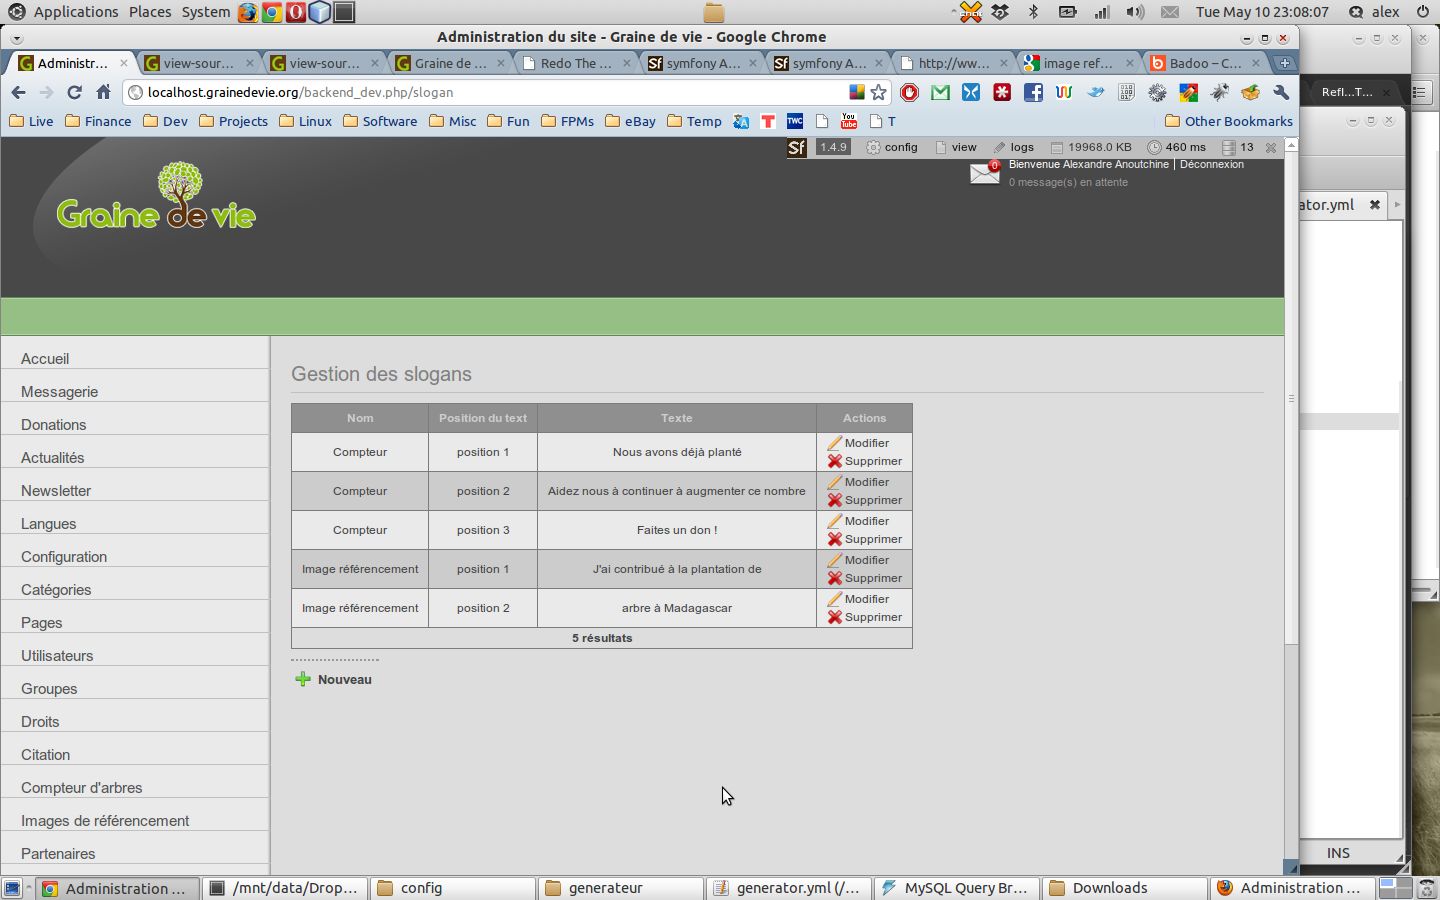 Applications Places System Tue May 10 23:08:07 alex
Administration du site - Graine de vie - Google Chrome
Administr... view-sour... view-sour... Graine de ... Redo The ... symfony A... symfony A... http://ww... image ref... Badoo – C...
Refl...T...
localhost.grainedevie.org/backend_dev.php/slogan
Live Finance Dev Projects Linux Software Misc Fun FPMs eBay Temp TWC You Tube T Other Bookmarks
Sf 1.4.9 config view logs 19968.0 KB 460 ms 13
0 Bienvenue Alexandre Anoutchine | Déconnexion
0 message(s) en attente
Graine de vie
ator.yml
Accueil
Messagerie
Donations
Actualités
Newsletter
Langues
Configuration
Catégories
Pages
Utilisateurs
Groupes
Droits
Citation
Compteur d'arbres
Images de référencement
Partenaires
Gestion des slogans
Nom Position du text Texte Actions
Compteur position 1 Nous avons déjà planté Modifier
Supprimer
Compteur position 2 Aidez nous à continuer à augmenter ce nombre Modifier
Supprimer
Compteur position 3 Faites un don ! Modifier
Supprimer
Image référencement position 1 J'ai contribué à la plantation de Modifier
Supprimer
Image référencement position 2 arbre à Madagascar Modifier
Supprimer
5 résultats
Nouveau
INS
Administration ... /mnt/data/Drop... config generateur generator.yml (/... MySQL Query Br... Downloads Administration ...